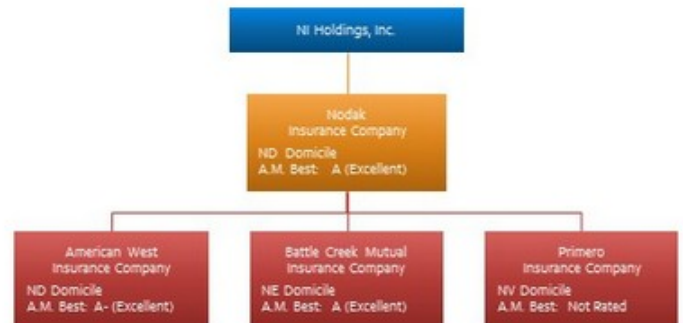 NI Holdings, Inc.
Nodak
Insurance Company
ND Domicile
A.M. Best: A (Excellent)
American West
Insurance Company
ND Domicile
A.M. Best: A- (Excellent)
Battle Creek Mutual
Insurance Company
NE Domicile
A.M. Best: A (Excellent)
Primero
Insurance Company
NV Domicile
A.M. Best: Not Rated